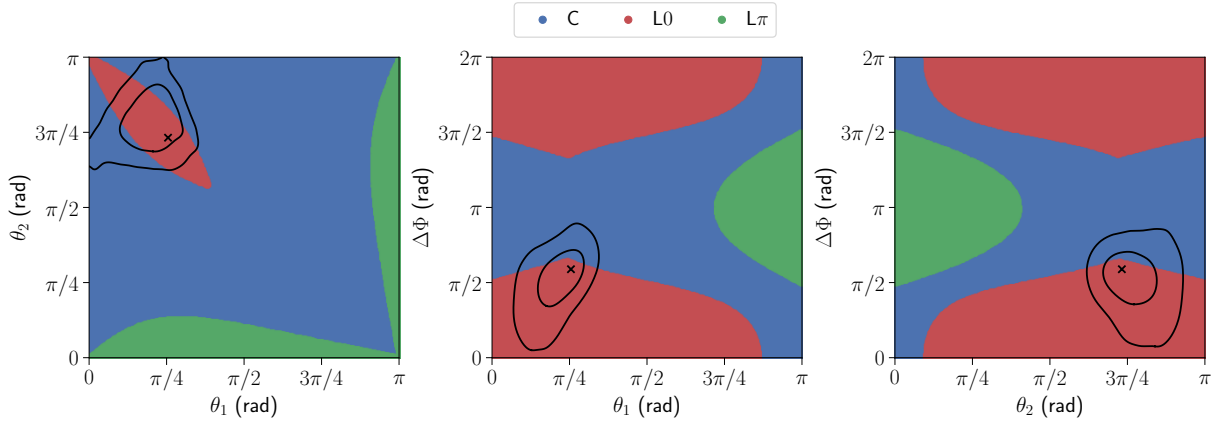 C L0 Lπ
π
3π/4
π/2
π/4
0
θ₂ (rad)
0 π/4 π/2 3π/4 π
θ₁ (rad)
2π
3π/2
π
π/2
0
ΔΦ (rad)
0 π/4 π/2 3π/4 π
θ₁ (rad)
2π
3π/2
π
π/2
0
ΔΦ (rad)
0 π/4 π/2 3π/4 π
θ₂ (rad)